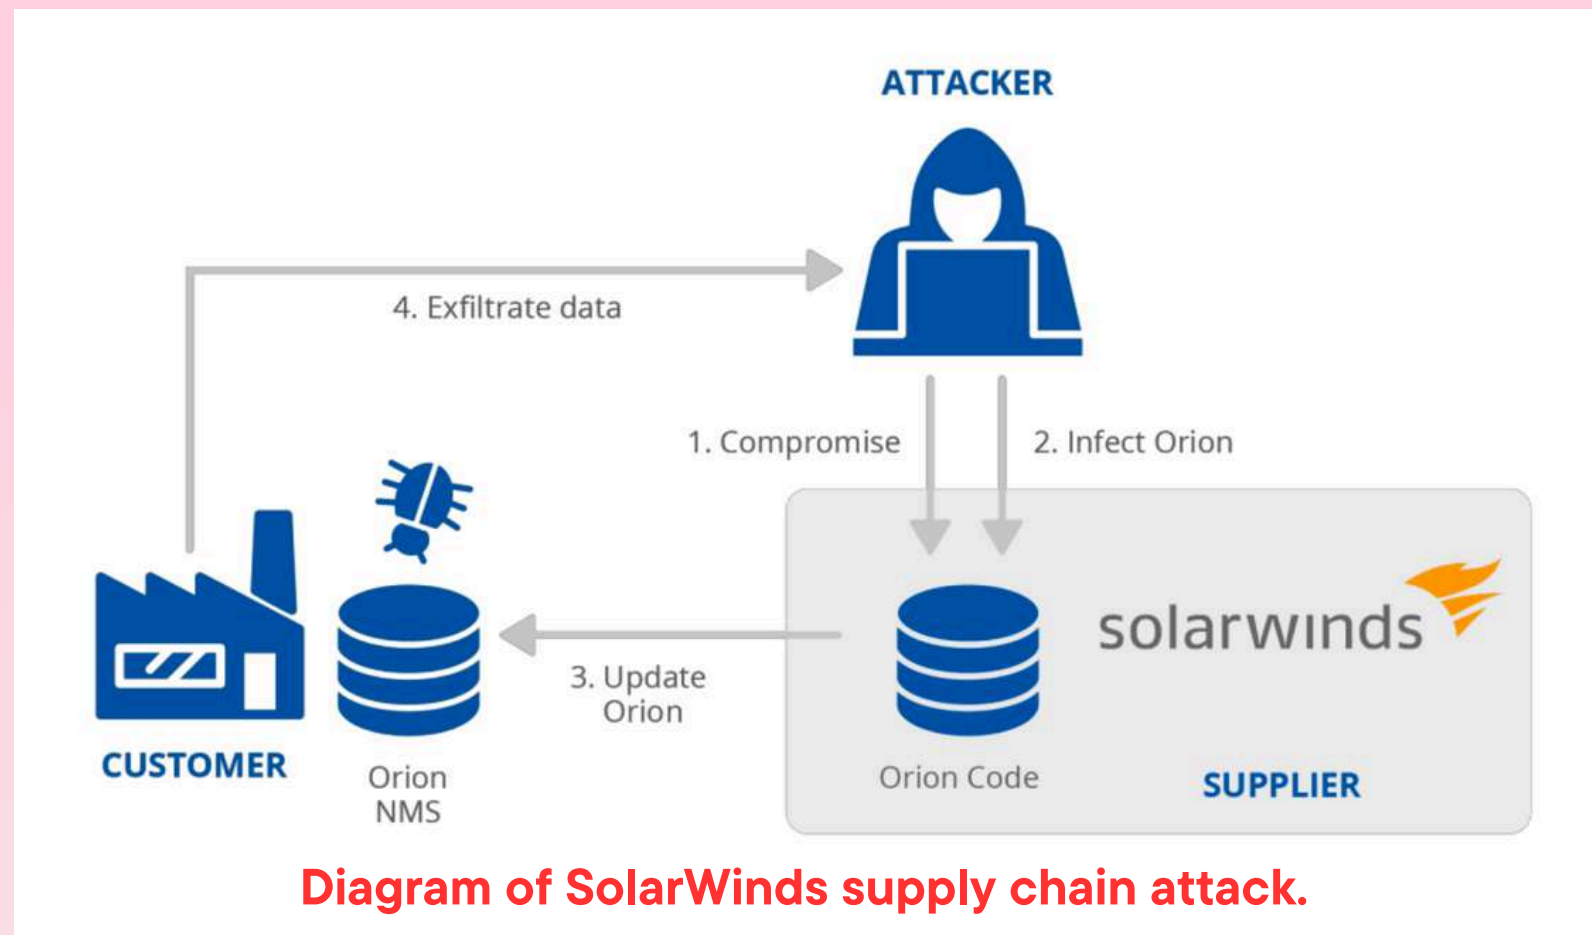 ATTACKER
4. Exfiltrate data
1. Compromise
2. Infect Orion
solarwinds
3. Update
Orion
CUSTOMER
Orion
NMS
Orion Code
SUPPLIER
Diagram of SolarWinds supply chain attack.